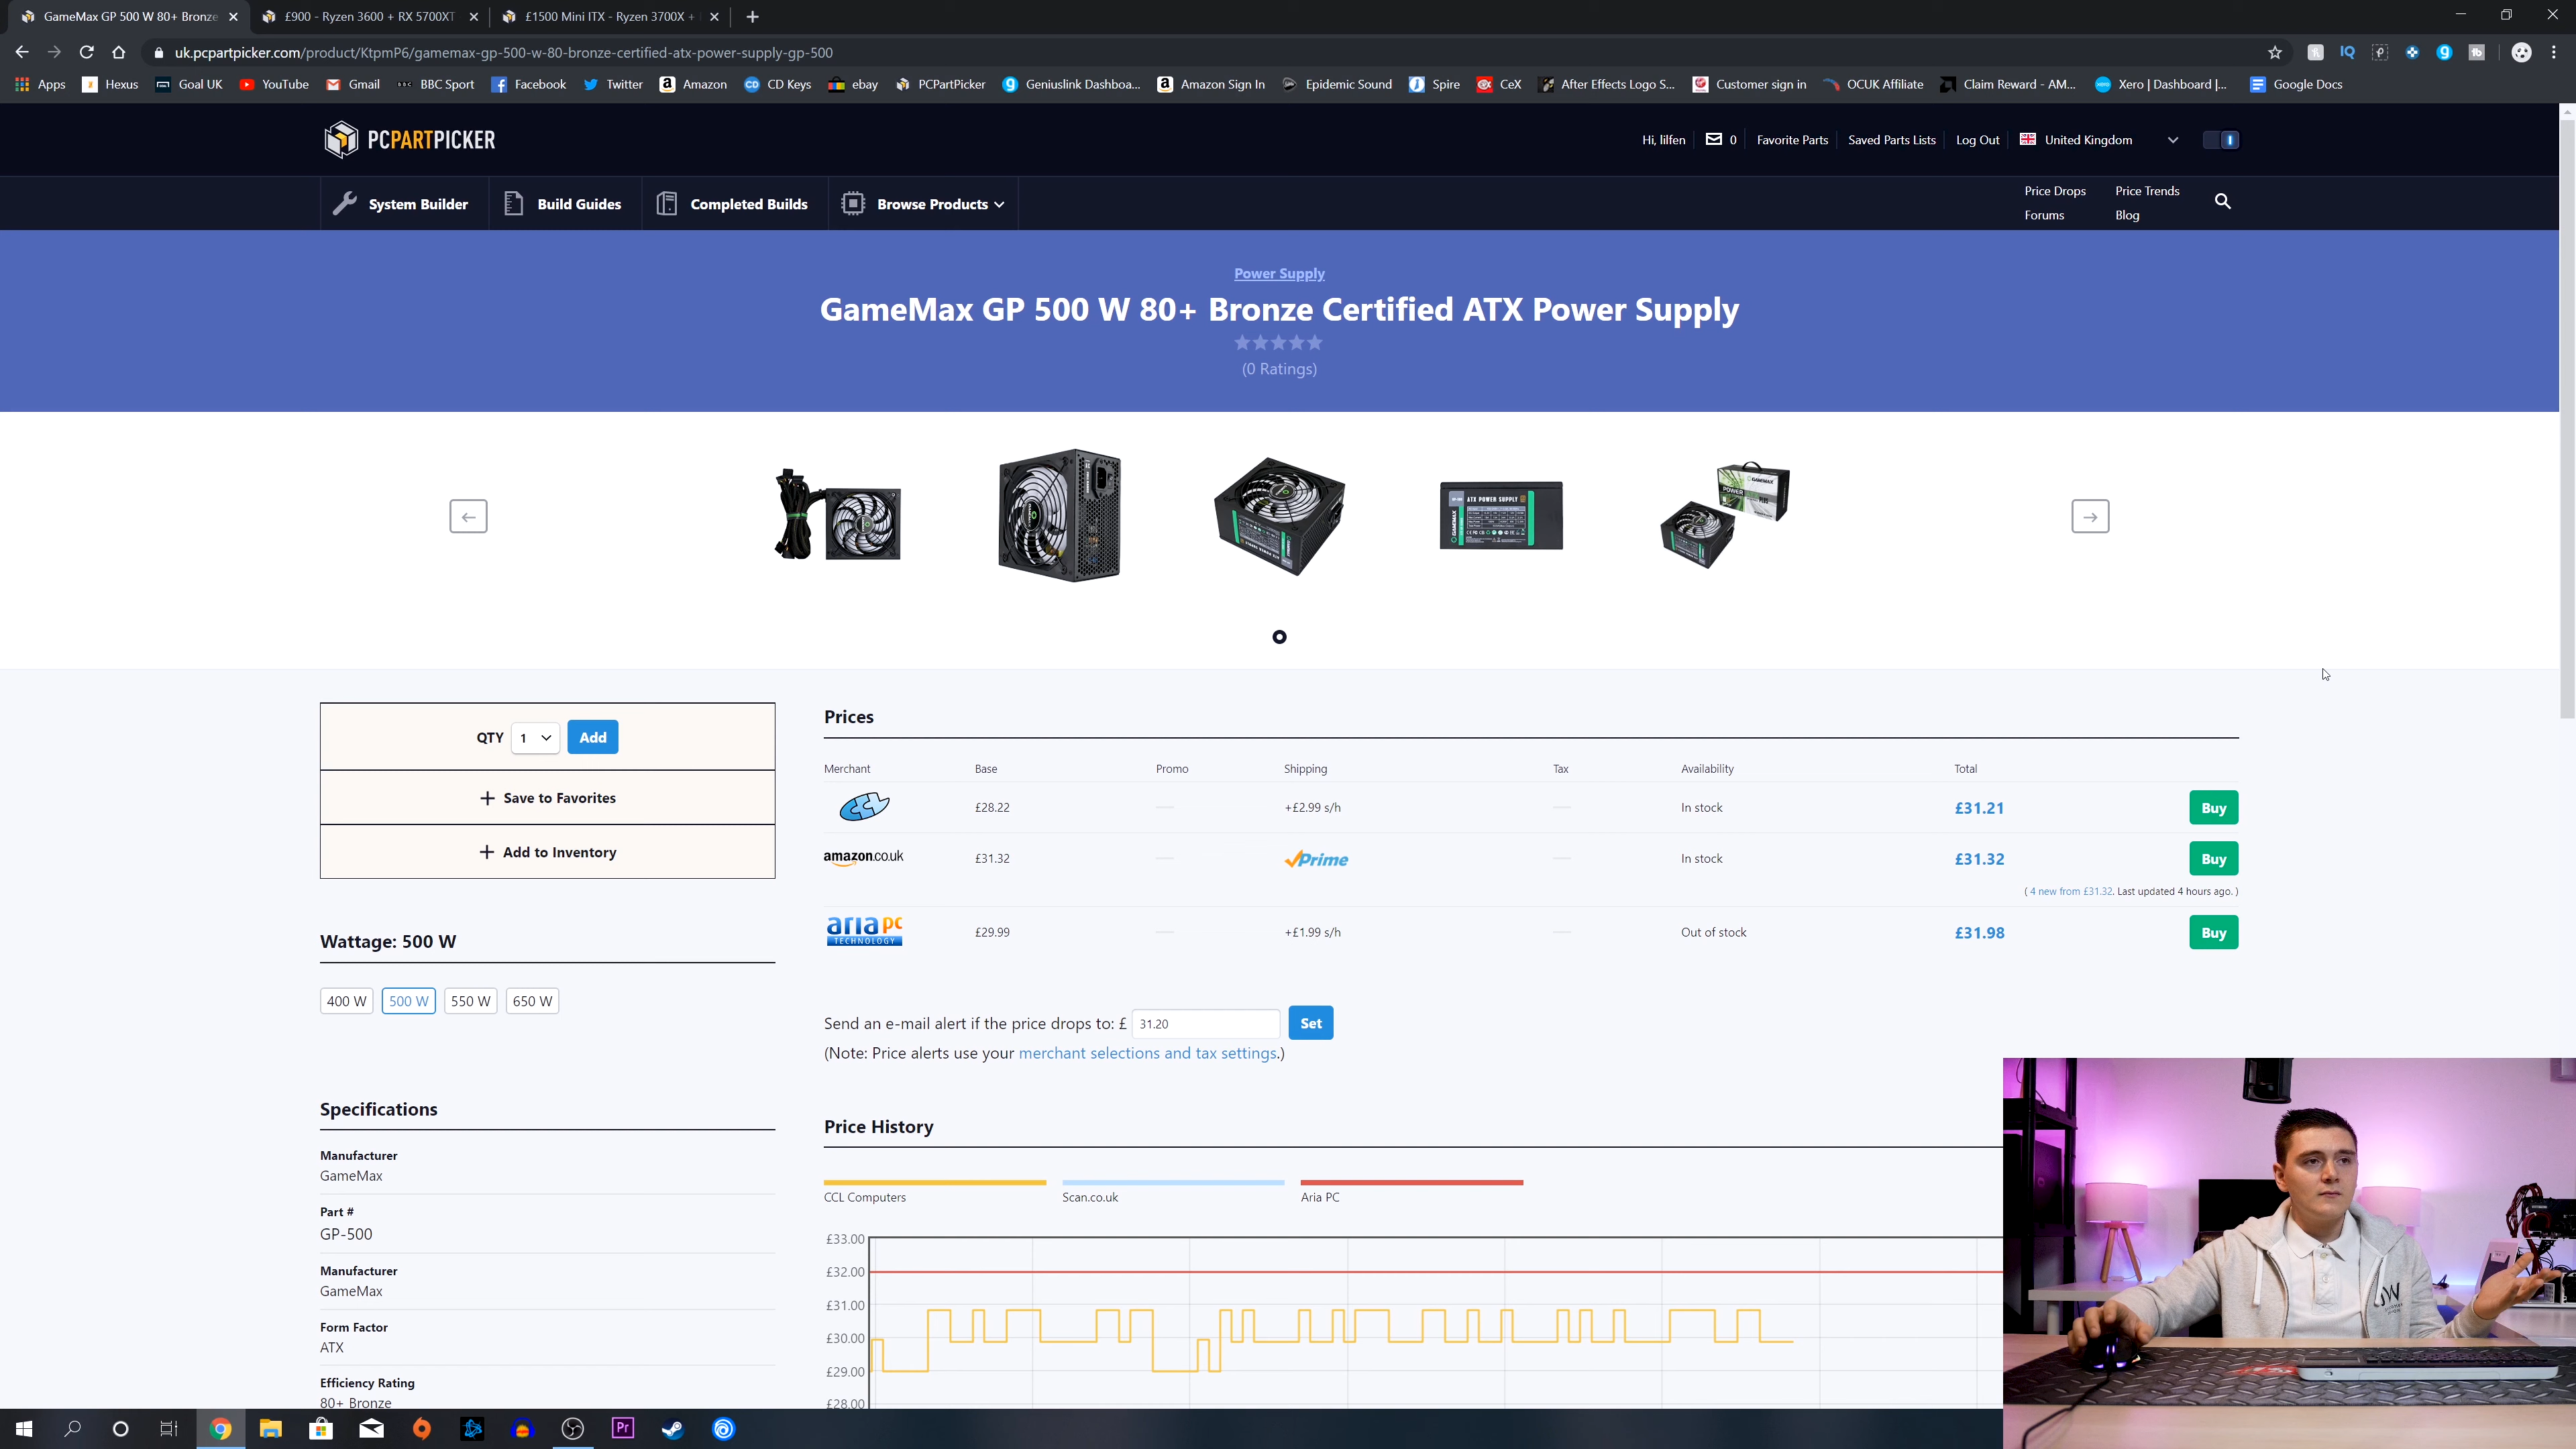 GameMax GP 500 W 80+ Bronze
£900 - Ryzen 3600 + RX 5700XT
£1500 Mini ITX - Ryzen 3700X +
uk.pcpartpicker.com/product/KtpmP6/gamemax-gp-500-w-80-bronze-certified-atx-power-supply-gp-500
Apps Hexus Goal UK YouTube Gmail BBC Sport Facebook Twitter Amazon CD Keys ebay PCPartPicker Geniuslink Dashboa... Amazon Sign In Epidemic Sound Spire CeX After Effects Logo S... Customer sign in OCUK Affiliate Claim Reward - AM... Xero | Dashboard |... Google Docs
PCPARTPICKER
Hi, lilfen 0 Favorite Parts Saved Parts Lists Log Out United Kingdom
System Builder Build Guides Completed Builds Browse Products
Price Drops Price Trends
Forums Blog
Power Supply
GameMax GP 500 W 80+ Bronze Certified ATX Power Supply
(0 Ratings)
ATX POWER SUPPLY
GAMEMAX
POWER
QTY 1 Add
+ Save to Favorites
+ Add to Inventory
Wattage: 500 W
400 W 500 W 550 W 650 W
Specifications
Manufacturer
GameMax
Part #
GP-500
Manufacturer
GameMax
Form Factor
ATX
Efficiency Rating
80+ Bronze
Prices
Merchant Base Promo Shipping Tax Availability Total
£28.22 +£2.99 s/h In stock £31.21 Buy
amazon.co.uk £31.32 Prime In stock £31.32 Buy
( 4 new from £31.32. Last updated 4 hours ago. )
aria pc TECHNOLOGY £29.99 +£1.99 s/h Out of stock £31.98 Buy
Send an e-mail alert if the price drops to: £ 31.20 Set
(Note: Price alerts use your merchant selections and tax settings.)
Price History
CCL Computers Scan.co.uk Aria PC
£33.00
£32.00
£31.00
£30.00
£29.00
£28.00
Pr